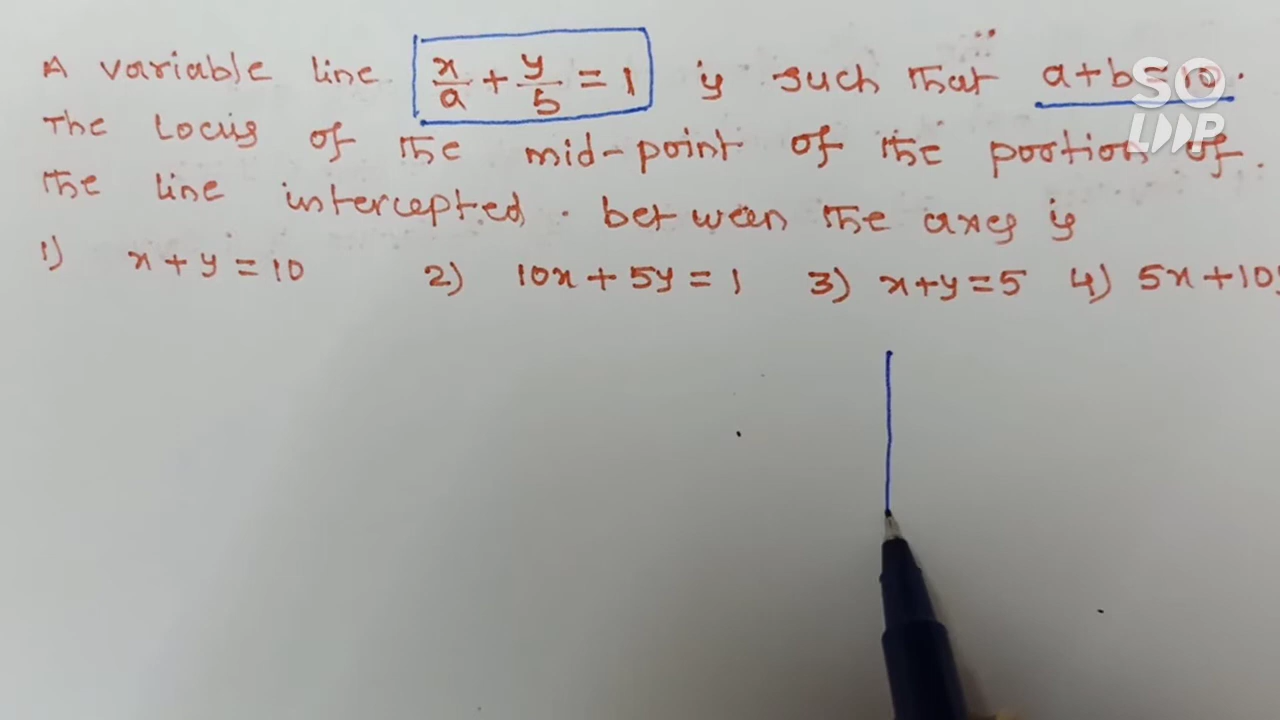 A variable line x/a + y/b = 1 is such that a+b=10.
The Locus of the mid-point of the portion of
the line intercepted between the axes is
1) x+y=10 2) 10x+5y=1 3) x+y=5 4) 5x+10
SOLDP